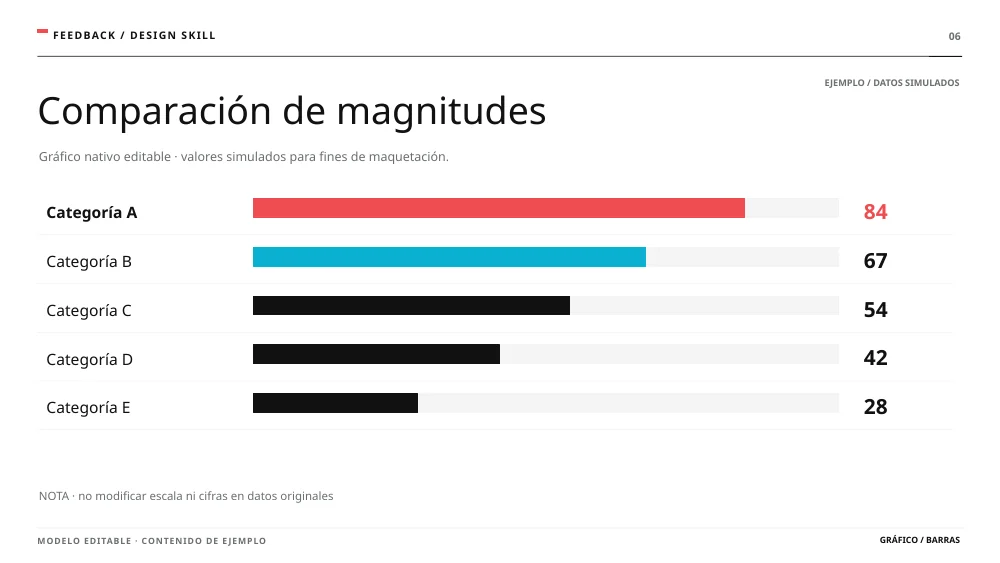 FEEDBACK / DESIGN SKILL
06
EJEMPLO / DATOS SIMULADOS
Comparación de magnitudes
Gráfico nativo editable · valores simulados para fines de maquetación.
Categoría A 84
Categoría B 67
Categoría C 54
Categoría D 42
Categoría E 28
NOTA · no modificar escala ni cifras en datos originales
MODELO EDITABLE · CONTENIDO DE EJEMPLO
GRÁFICO / BARRAS